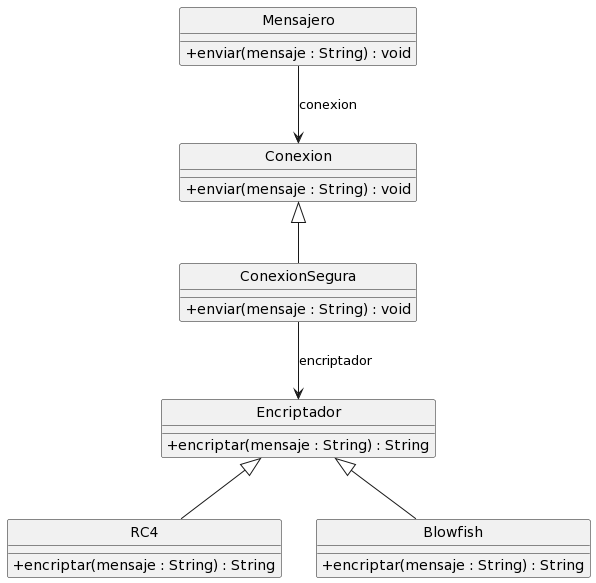 Mensajero
+enviar(mensaje : String) : void
conexion
Conexion
+enviar(mensaje : String) : void
ConexionSegura
+enviar(mensaje : String) : void
encriptador
Encriptador
+encriptar(mensaje : String) : String
RC4
+encriptar(mensaje : String) : String
Blowfish
+encriptar(mensaje : String) : String